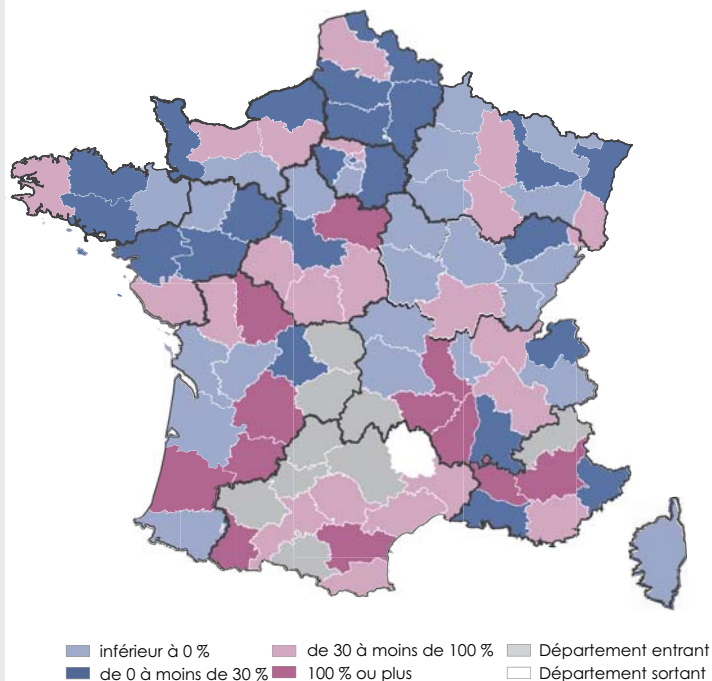 inférieur à 0 % de 30 à moins de 100 % Département entrant
de 0 à moins de 30 % 100 % ou plus Département sortant